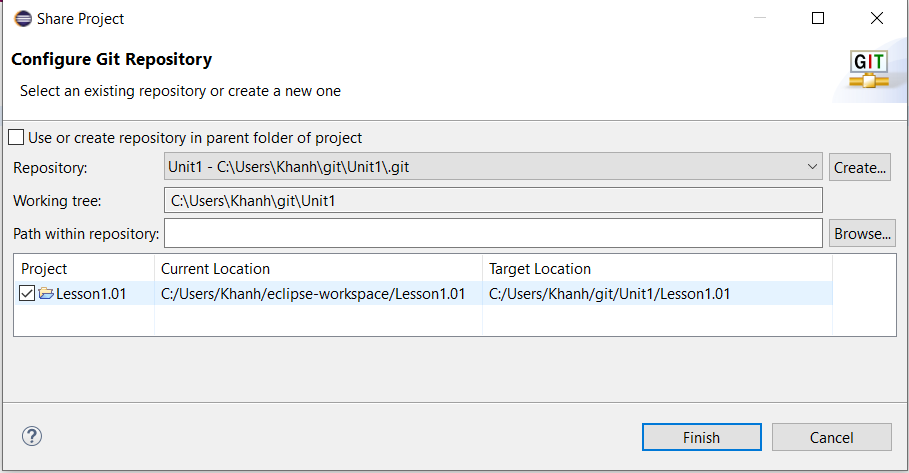 Share Project
Configure Git Repository
GIT
Select an existing repository or create a new one
Use or create repository in parent folder of project
Repository: Unit1 - C:\Users\Khanh\git\Unit1\.git Create...
Working tree: C:\Users\Khanh\git\Unit1
Path within repository: Browse...
Project Current Location Target Location
Lesson1.01 C:/Users/Khanh/eclipse-workspace/Lesson1.01 C:/Users/Khanh/git/Unit1/Lesson1.01
? Finish Cancel